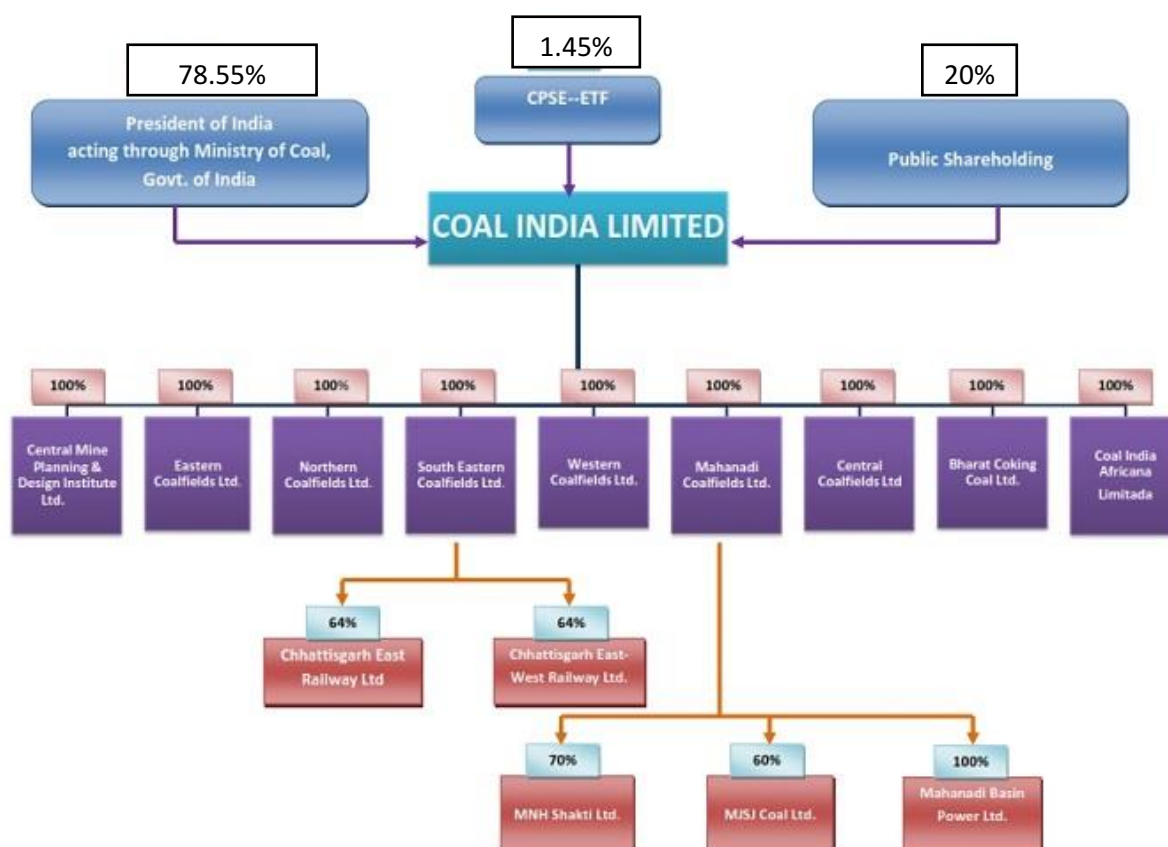 78.55%
1.45%
20%
President of India
acting through Ministry of Coal,
Govt. of India
CPSE--ETF
Public Shareholding
COAL INDIA LIMITED
100%
100%
100%
100%
100%
100%
100%
100%
100%
Central Mine
Planning &
Design Institute
Ltd.
Eastern
Coalfields Ltd.
Northern
Coalfields Ltd.
South Eastern
Coalfields Ltd.
Western
Coalfields Ltd.
Mahanadi
Coalfields Ltd.
Central
Coalfields Ltd
Bharat Coking
Coal Ltd.
Coal India
Africana
Limitada
64%
Chhattisgarh East
Railway Ltd
64%
Chhattisgarh East-
West Railway Ltd.
70%
MNH Shakti Ltd.
60%
MJSJ Coal Ltd.
100%
Mahanadi Basin
Power Ltd.